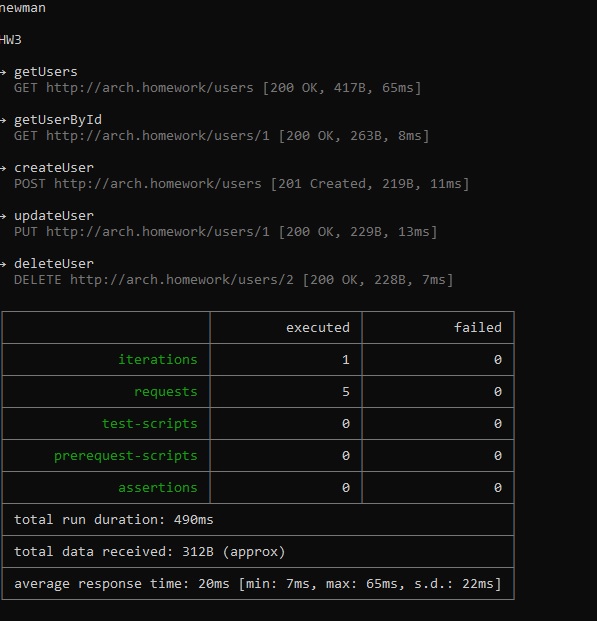 newman
HW3
→ getUsers
GET http://arch.homework/users [200 OK, 417B, 65ms]
→ getUserById
GET http://arch.homework/users/1 [200 OK, 263B, 8ms]
→ createUser
POST http://arch.homework/users [201 Created, 219B, 11ms]
→ updateUser
PUT http://arch.homework/users/1 [200 OK, 229B, 13ms]
→ deleteUser
DELETE http://arch.homework/users/2 [200 OK, 228B, 7ms]
executed failed
iterations 1 0
requests 5 0
test-scripts 0 0
prerequest-scripts 0 0
assertions 0 0
total run duration: 490ms
total data received: 312B (approx)
average response time: 20ms [min: 7ms, max: 65ms, s.d.: 22ms]